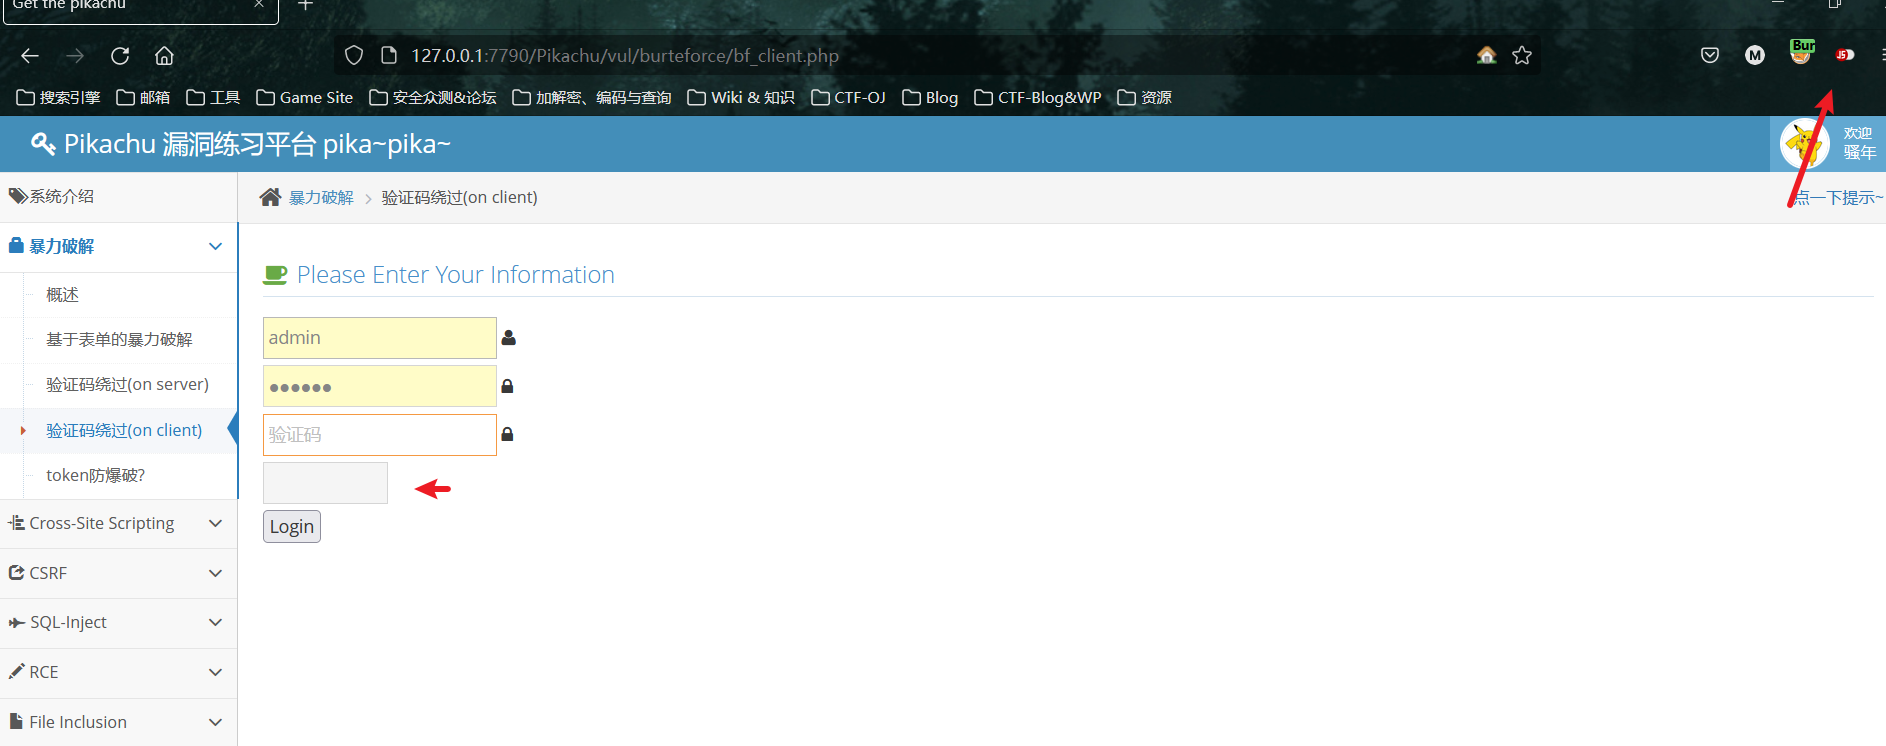 Get the pikachu
127.0.0.1:7790/Pikachu/vul/burteforce/bf_client.php
M
Bur
JS
搜索引擎 邮箱 工具 Game Site 安全众测&论坛 加解密、编码与查询 Wiki & 知识 CTF-OJ Blog CTF-Blog&WP 资源
Pikachu 漏洞练习平台 pika~pika~
欢迎
骚年
系统介绍
暴力破解 验证码绕过(on client)
点一下提示~
暴力破解
概述
基于表单的暴力破解
验证码绕过(on server)
验证码绕过(on client)
token防爆破?
Cross-Site Scripting
CSRF
SQL-Inject
RCE
File Inclusion
Please Enter Your Information
admin
验证码
Login